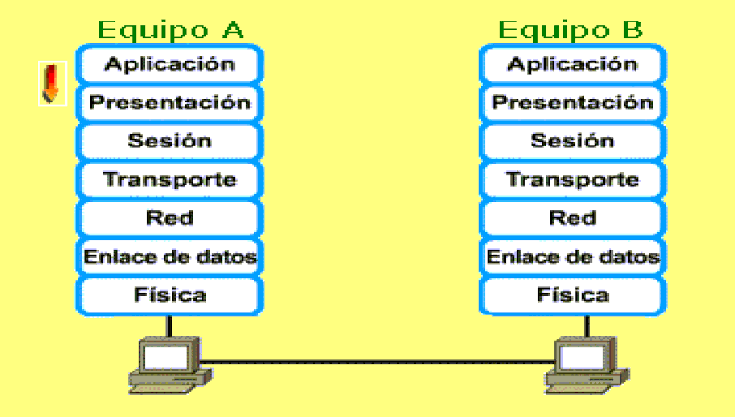 Equipo A
Aplicación
Presentación
Sesión
Transporte
Red
Enlace de datos
Física
Equipo B
Aplicación
Presentación
Sesión
Transporte
Red
Enlace de datos
Física